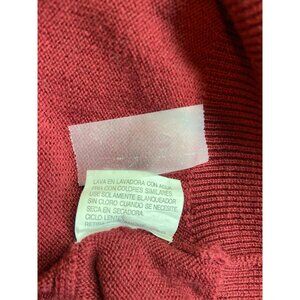 LAVA EN LAVADORA CON AGUA
FRIA CON COLORES SIMILARES
USE SOLAMENTE BLANQUEADOR
SIN CLORO CUANDO SE NECESITE
SECA EN SECADORA,
CICLO LENTO